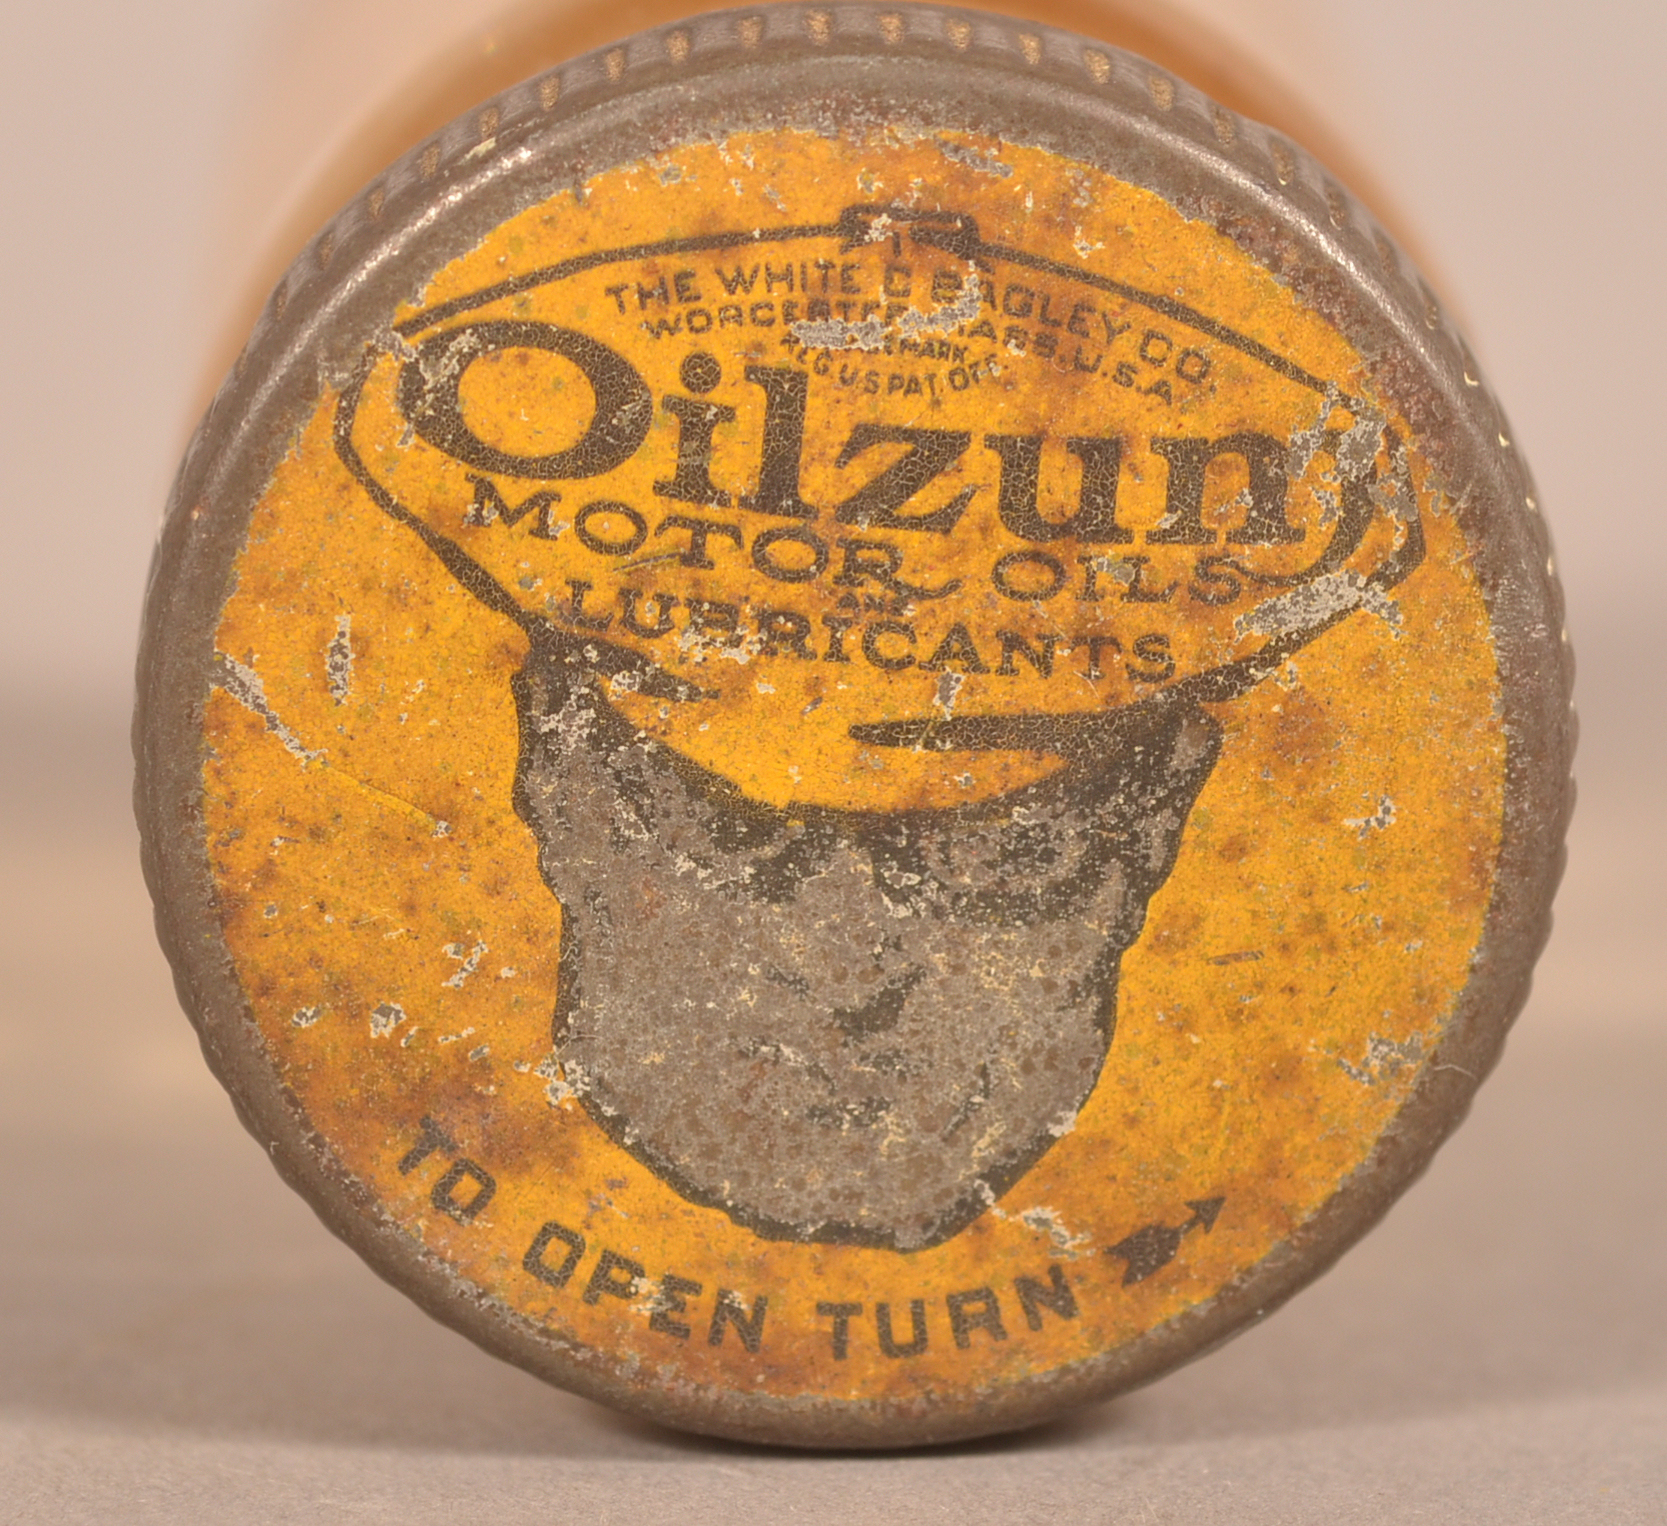 THE WHITE & BAGLEY CO.
WORCESTER, MASS. U.S.A.
TRADE MARK
REG. U.S. PAT. OFF.
Oilzum
MOTOR OILS
AND
LUBRICANTS
TO OPEN TURN